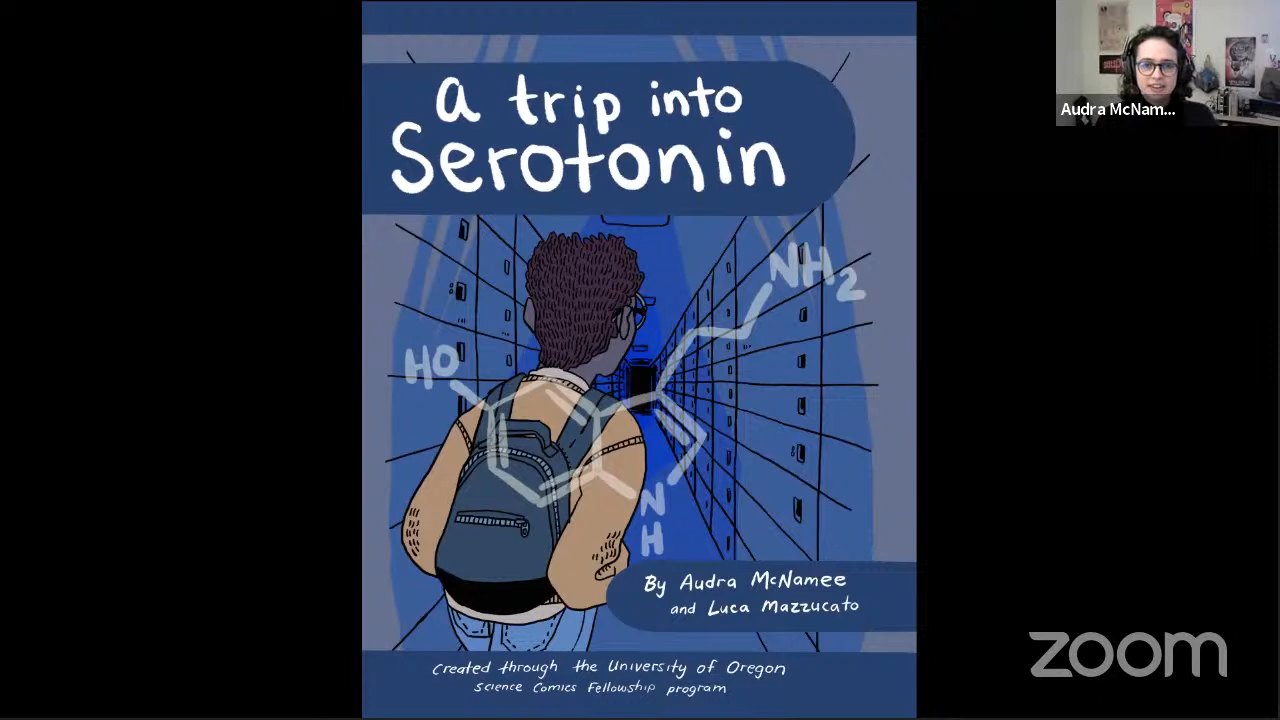 a trip into
Serotonin
NH2
HO
N
H
By Audra McNamee
and Luca Mazzucato
created through the University of Oregon
Science Comics Fellowship program
Audra McNam...
zoom